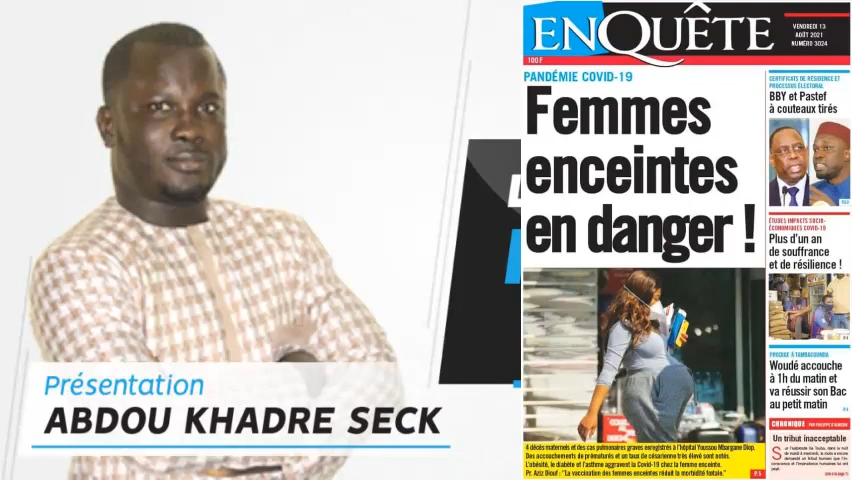 Présentation
ABDOU KHADRE SECK
ENQUÊTE
VENDREDI 13
AOÛT 2021
NUMÉRO 3024
100 F
PANDÉMIE COVID-19
Femmes
enceintes
en danger !
4 décès maternels et des cas pulmonaires graves enregistrés à l'hôpital Youssou Mbargane Diop.
Des accouchements de prématurés et un taux de césarienne très élevé sont notés.
L'obésité, le diabète et l'asthme aggravent la Covid-19 chez la femme enceinte.
Pr. Aziz Diouf : "La vaccination des femmes enceintes réduit la morbidité fœtale."
P.5
CERTIFICATS DE RÉSIDENCE ET
PROCESSUS ÉLECTORAL
BBY et Pastef
à couteaux tirés
ÉTUDES IMPACTS SOCIO-
ÉCONOMIQUES COVID-19
Plus d'un an
de souffrance
et de résilience !
PRODIGE À TAMBACOUNDA
Woudé accouche
à 1h du matin et
va réussir son Bac
au petit matin
CHRONIQUE
Un tribut inacceptable